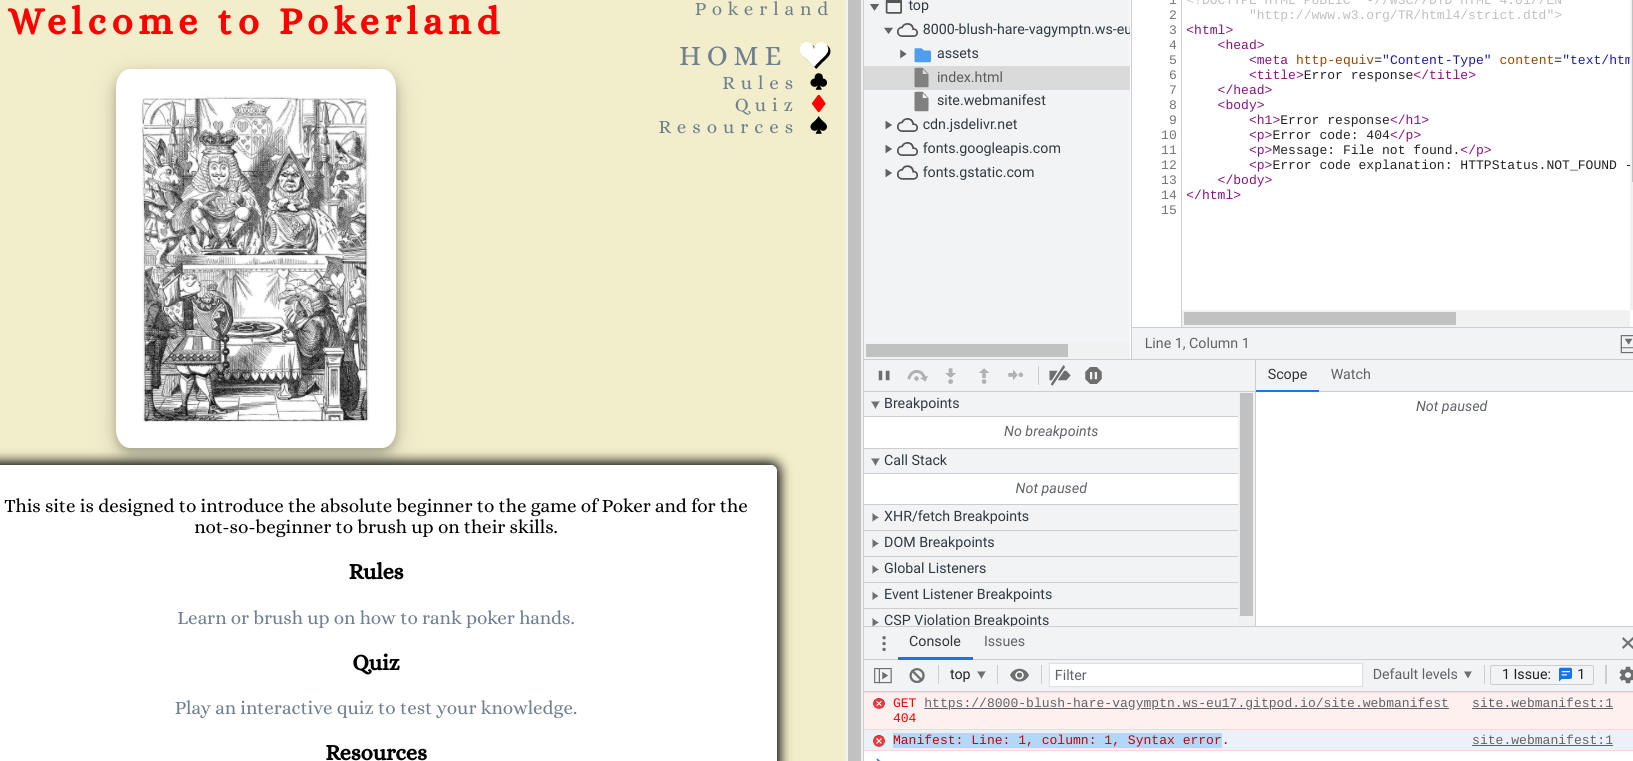 Welcome to Pokerland
Pokerland
HOME
Rules
Quiz
Resources
This site is designed to introduce the absolute beginner to the game of Poker and for the
not-so-beginner to brush up on their skills.
Rules
Learn or brush up on how to rank poker hands.
Quiz
Play an interactive quiz to test your knowledge.
Resources
top
8000-blush-hare-vagymptn.ws-eu
assets
index.html
site.webmanifest
cdn.jsdelivr.net
fonts.googleapis.com
fonts.gstatic.com
1 <!DOCTYPE HTML PUBLIC "-//W3C//DTD HTML 4.01//EN"
2 "http://www.w3.org/TR/html4/strict.dtd">
3 <html>
4 <head>
5 <meta http-equiv="Content-Type" content="text/htm
6 <title>Error response</title>
7 </head>
8 <body>
9 <h1>Error response</h1>
10 <p>Error code: 404</p>
11 <p>Message: File not found.</p>
12 <p>Error code explanation: HTTPStatus.NOT_FOUND -
13 </body>
14 </html>
15
Line 1, Column 1
Breakpoints
No breakpoints
Call Stack
Not paused
XHR/fetch Breakpoints
DOM Breakpoints
Global Listeners
Event Listener Breakpoints
CSP Violation Breakpoints
Scope Watch
Not paused
Console Issues
top Filter Default levels 1 Issue: 1
GET https://8000-blush-hare-vagymptn.ws-eu17.gitpod.io/site.webmanifest site.webmanifest:1
404
Manifest: Line: 1, column: 1, Syntax error. site.webmanifest:1